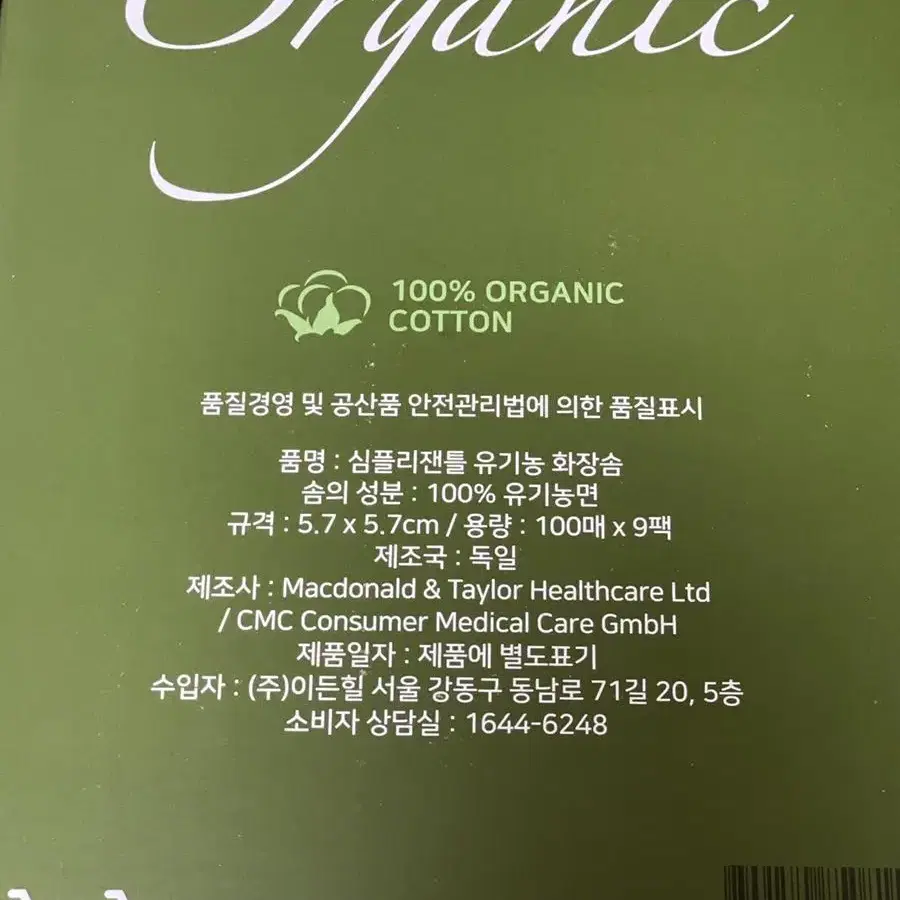 Organic
100% ORGANIC
COTTON
품질경영 및 공산품 안전관리법에 의한 품질표시
품명 : 심플리잰틀 유기농 화장솜
솜의 성분 : 100% 유기농면
규격 : 5.7 x 5.7cm / 용량 : 100매 x 9팩
제조국 : 독일
제조사 : Macdonald & Taylor Healthcare Ltd
/ CMC Consumer Medical Care GmbH
제품일자 : 제품에 별도표기
수입자 : (주)이든힐 서울 강동구 동남로 71길 20, 5층
소비자 상담실 : 1644-6248